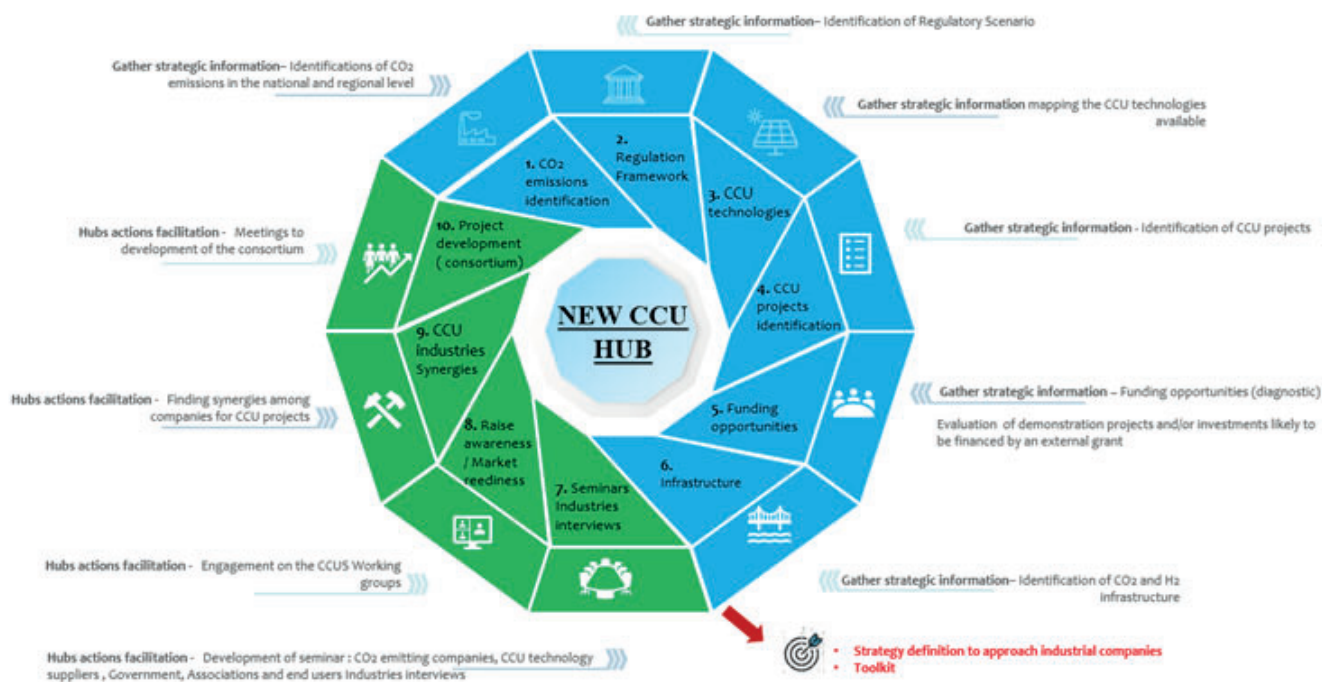 Gather strategic information– Identification of Regulatory Scenario
Gather strategic information– Identifications of CO2
emissions in the national and regional level
Gather strategic information mapping the CCU technologies
available
2.
Regulation
Framework
1. CO2
emissions
identification
3. CCU
technologies
10. Project
development
( consortium)
Hubs actions facilitation - Meetings to
development of the consortium
Gather strategic information - Identification of CCU projects
4. CCU
projects
identification
NEW CCU
HUB
9. CCU
industries
Synergies
Hubs actions facilitation - Finding synergies among
companies for CCU projects
Gather strategic information – Funding opportunities (diagnostic)
Evaluation of demonstration projects and/or investments likely to
be financed by an external grant
5. Funding
opportunities
8. Raise
awareness
/ Market
reediness
6.
Infrastructure
7. Seminars
Industries
interviews
Hubs actions facilitation - Engagement on the CCUS Working
groups
Gather strategic information– Identification of CO2 and H2
infrastructure
Hubs actions facilitation - Development of seminar : CO2 emitting companies, CCU technology
suppliers , Government, Associations and end users Industries interviews
• Strategy definition to approach industrial companies
• Toolkit